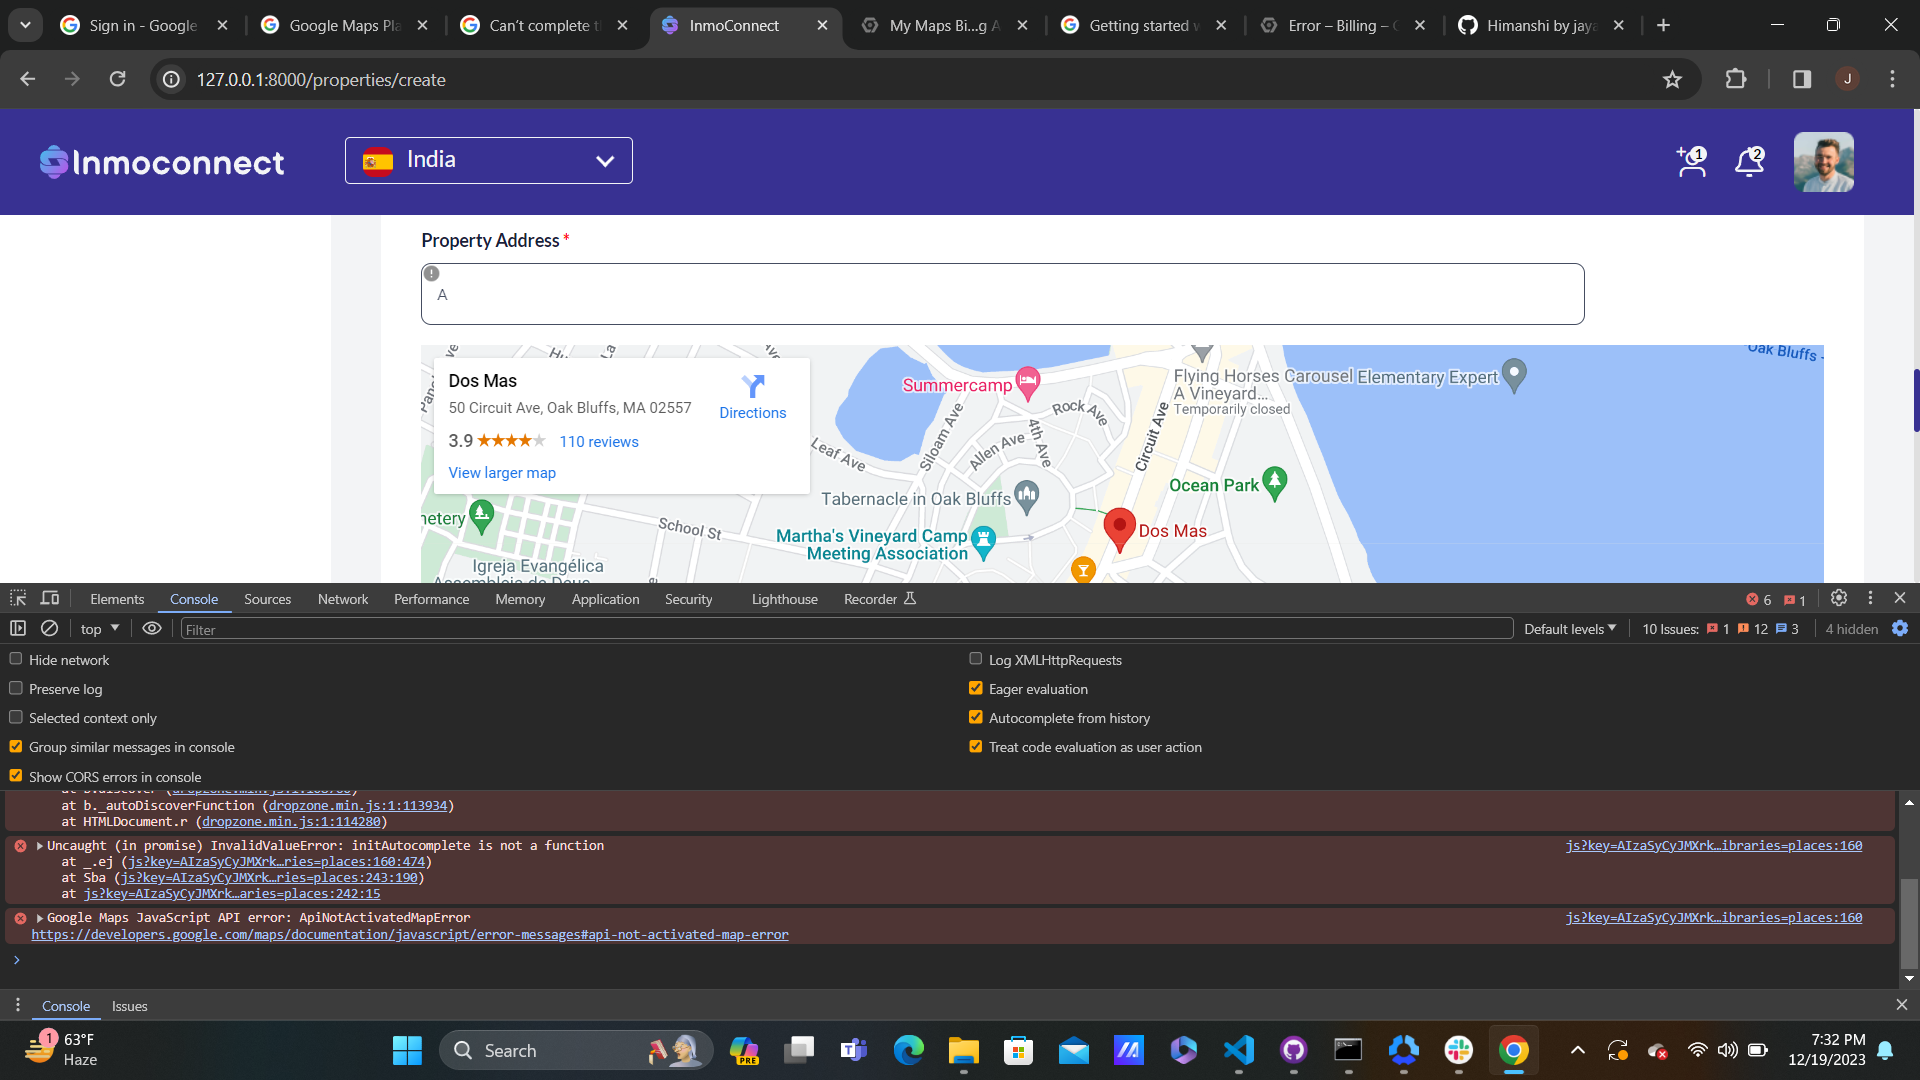 Sign in - Google
Google Maps Pla
Can't complete t
InmoConnect
My Maps Bi...g A
Getting started w
Error – Billing –
Himanshi by jaya
127.0.0.1:8000/properties/create
J
Inmoconnect
India
1
2
Property Address *
A
Dos Mas
50 Circuit Ave, Oak Bluffs, MA 02557
3.9
110 reviews
View larger map
Directions
Summercamp
Flying Horses Carousel
A Vineyard...
Temporarily closed
Elementary Expert
Oak Bluffs -
Rock Ave
4th Ave
Allen Ave
Siloam Ave
Leaf Ave
Circuit Ave
Ocean Park
Tabernacle in Oak Bluffs
Martha's Vineyard Camp
Meeting Association
Dos Mas
School St
netery
Igreja Evangélica
Assembleia de Deus
Elements
Console
Sources
Network
Performance
Memory
Application
Security
Lighthouse
Recorder
6
1
top
Filter
Default levels
10 Issues:
1
12
3
4 hidden
Hide network
Log XMLHttpRequests
Preserve log
Eager evaluation
Selected context only
Autocomplete from history
Group similar messages in console
Treat code evaluation as user action
Show CORS errors in console
at b._autoDiscoverFunction (dropzone.min.js:1:113934)
at HTMLDocument.r (dropzone.min.js:1:114280)
Uncaught (in promise) InvalidValueError: initAutocomplete is not a function
js?key=AIzaSyCyJMXrk…ibraries=places:160
at _.ej (js?key=AIzaSyCyJMXrk…ries=places:160:474)
at Sba (js?key=AIzaSyCyJMXrk…ries=places:243:190)
at js?key=AIzaSyCyJMXrk…aries=places:242:15
Google Maps JavaScript API error: ApiNotActivatedMapError
js?key=AIzaSyCyJMXrk…ibraries=places:160
https://developers.google.com/maps/documentation/javascript/error-messages#api-not-activated-map-error
Console
Issues
1
63°F
Haze
Search
PRE
7:32 PM
12/19/2023